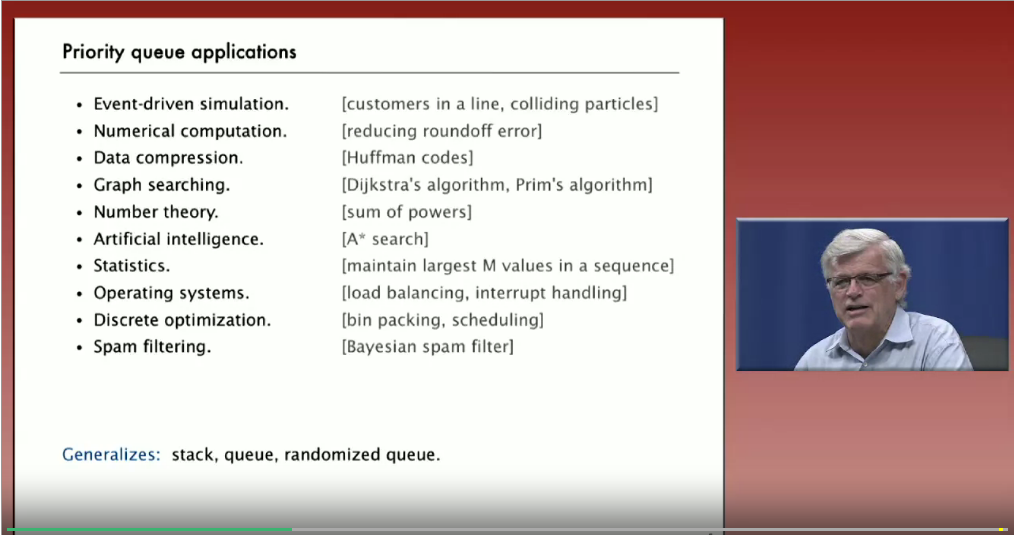 Priority queue applications
• Event-driven simulation. [customers in a line, colliding particles]
• Numerical computation. [reducing roundoff error]
• Data compression. [Huffman codes]
• Graph searching. [Dijkstra's algorithm, Prim's algorithm]
• Number theory. [sum of powers]
• Artificial intelligence. [A* search]
• Statistics. [maintain largest M values in a sequence]
• Operating systems. [load balancing, interrupt handling]
• Discrete optimization. [bin packing, scheduling]
• Spam filtering. [Bayesian spam filter]
Generalizes: stack, queue, randomized queue.